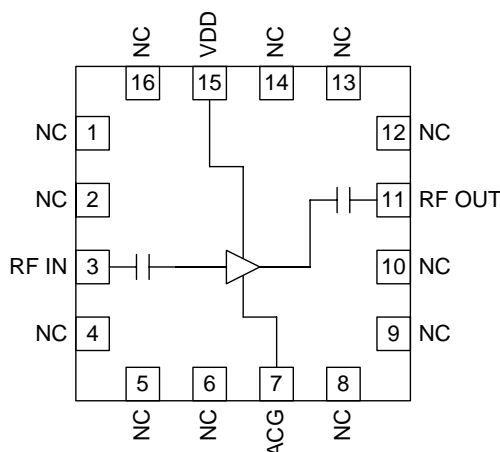 NC
VDD
NC
NC
16
15
14
13
NC 1
12 NC
NC 2
11 RF OUT
RF IN 3
10 NC
NC 4
9 NC
5
6
7
8
NC
NC
ACG
NC